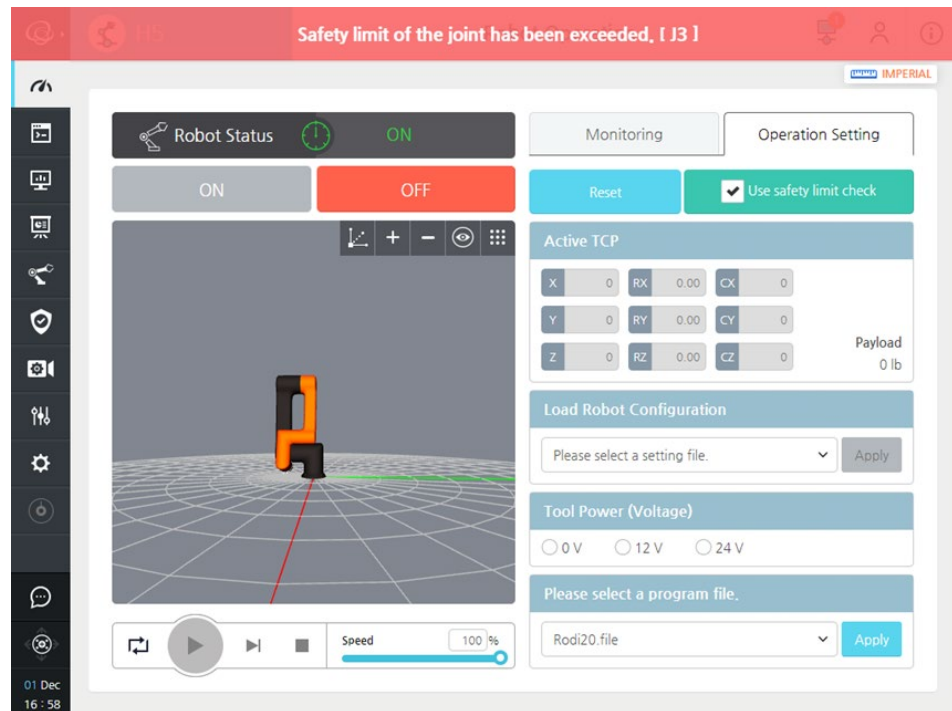 Safety limit of the joint has been exceeded, [ J3 ]
IMPERIAL
Robot Status ON
ON OFF
Monitoring Operation Setting
Reset Use safety limit check
Active TCP
X 0 RX 0.00 CX 0
Y 0 RY 0.00 CY 0
Z 0 RZ 0.00 CZ 0
Payload
0 lb
Load Robot Configuration
Please select a setting file. Apply
Tool Power (Voltage)
0 V 12 V 24 V
Please select a program file.
Rodi20.file Apply
Speed 100 %
01 Dec
16 : 58